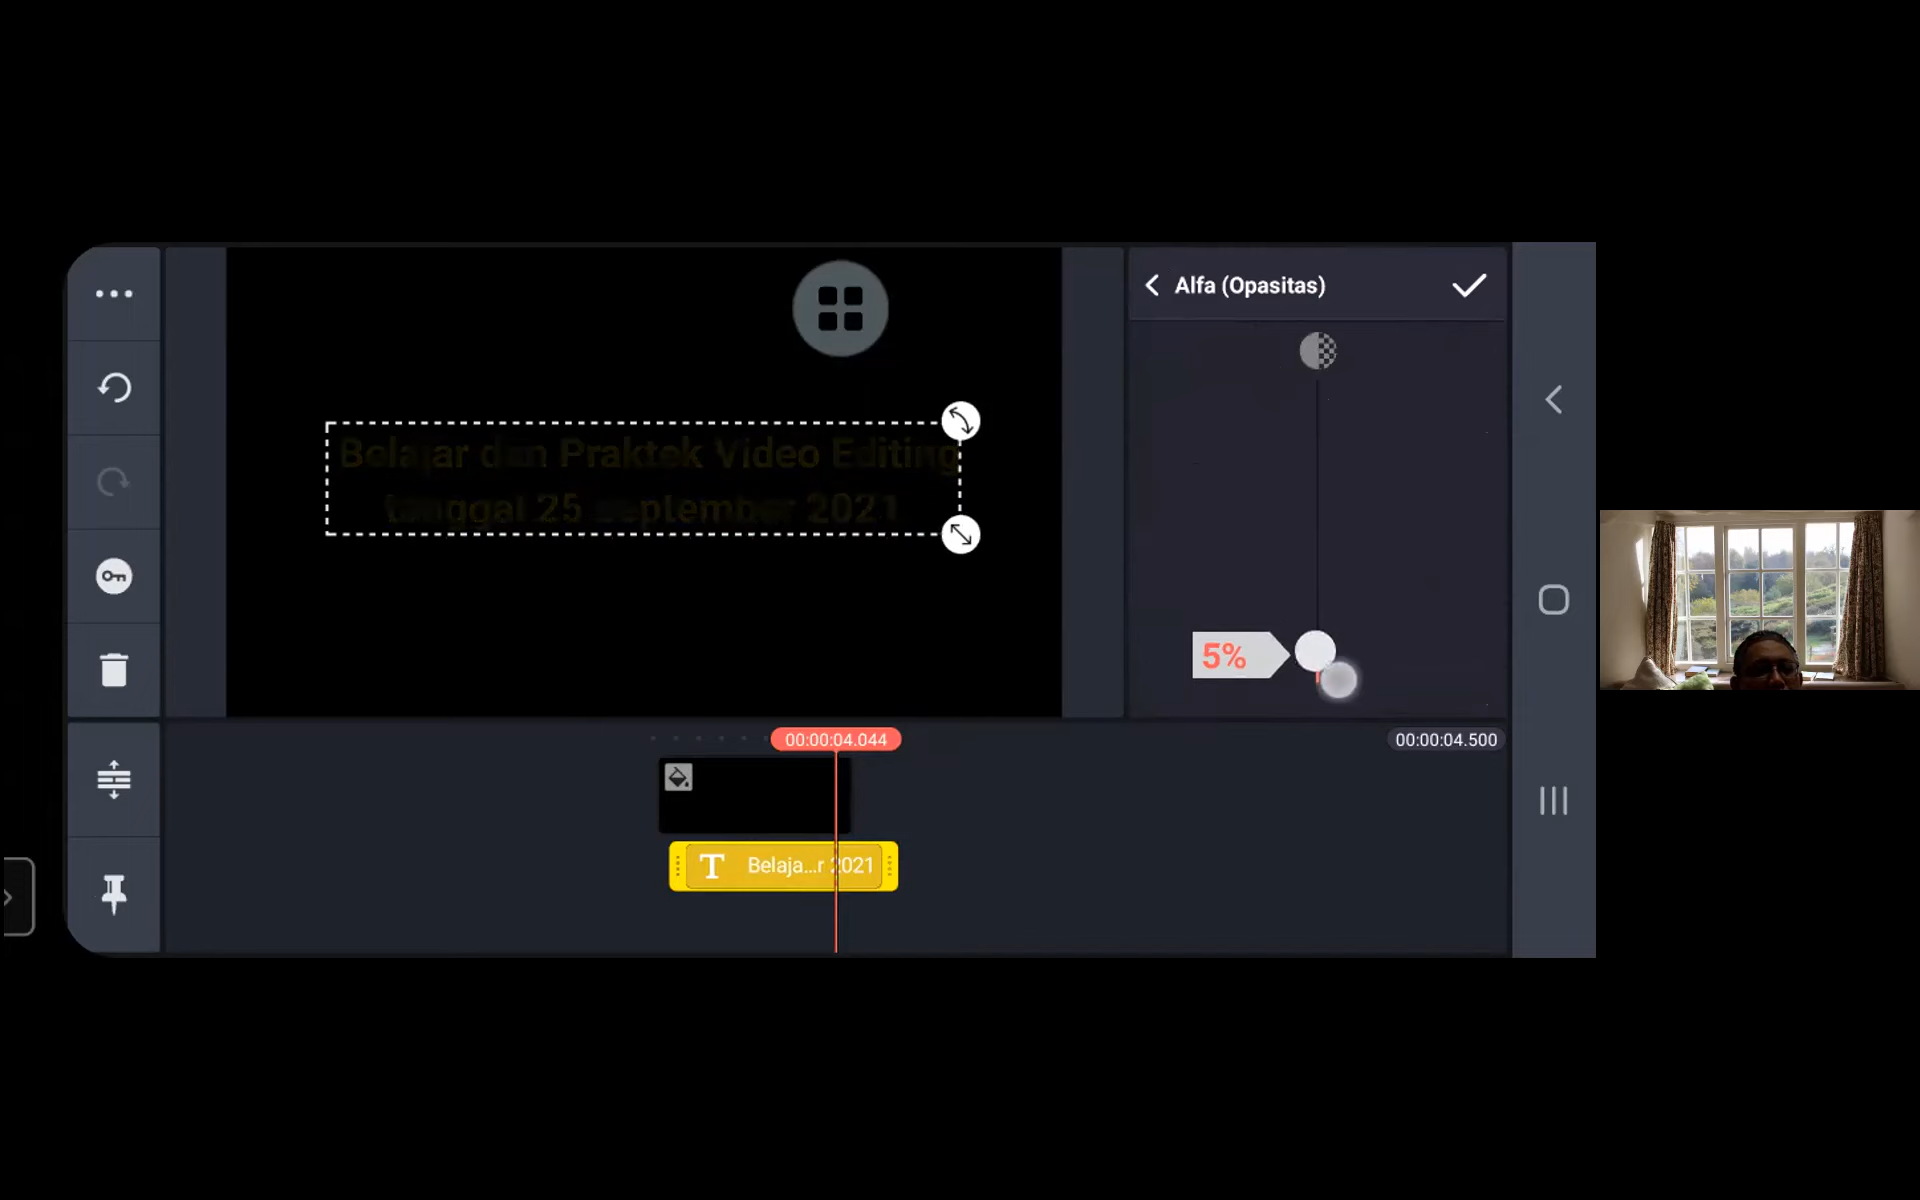 Alfa (Opasitas)
Belajar dan Praktek Video Editing
tanggal 25 september 2021
5%
00:00:04.044
00:00:04.500
T Belaja...r 2021